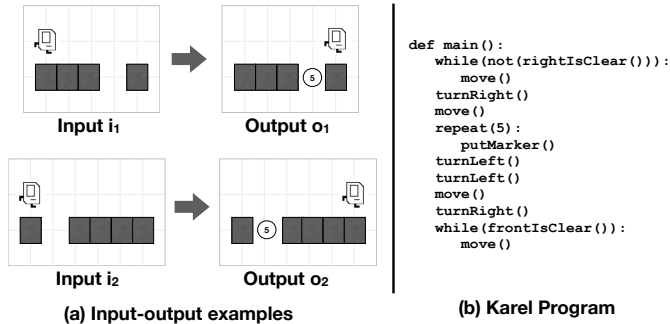 5
Input i1
Output o1
5
Input i2
Output o2
(a) Input-output examples
def main():
while(not(rightIsClear())):
move()
turnRight()
move()
repeat(5):
putMarker()
turnLeft()
turnLeft()
move()
turnRight()
while(frontIsClear()):
move()
(b) Karel Program